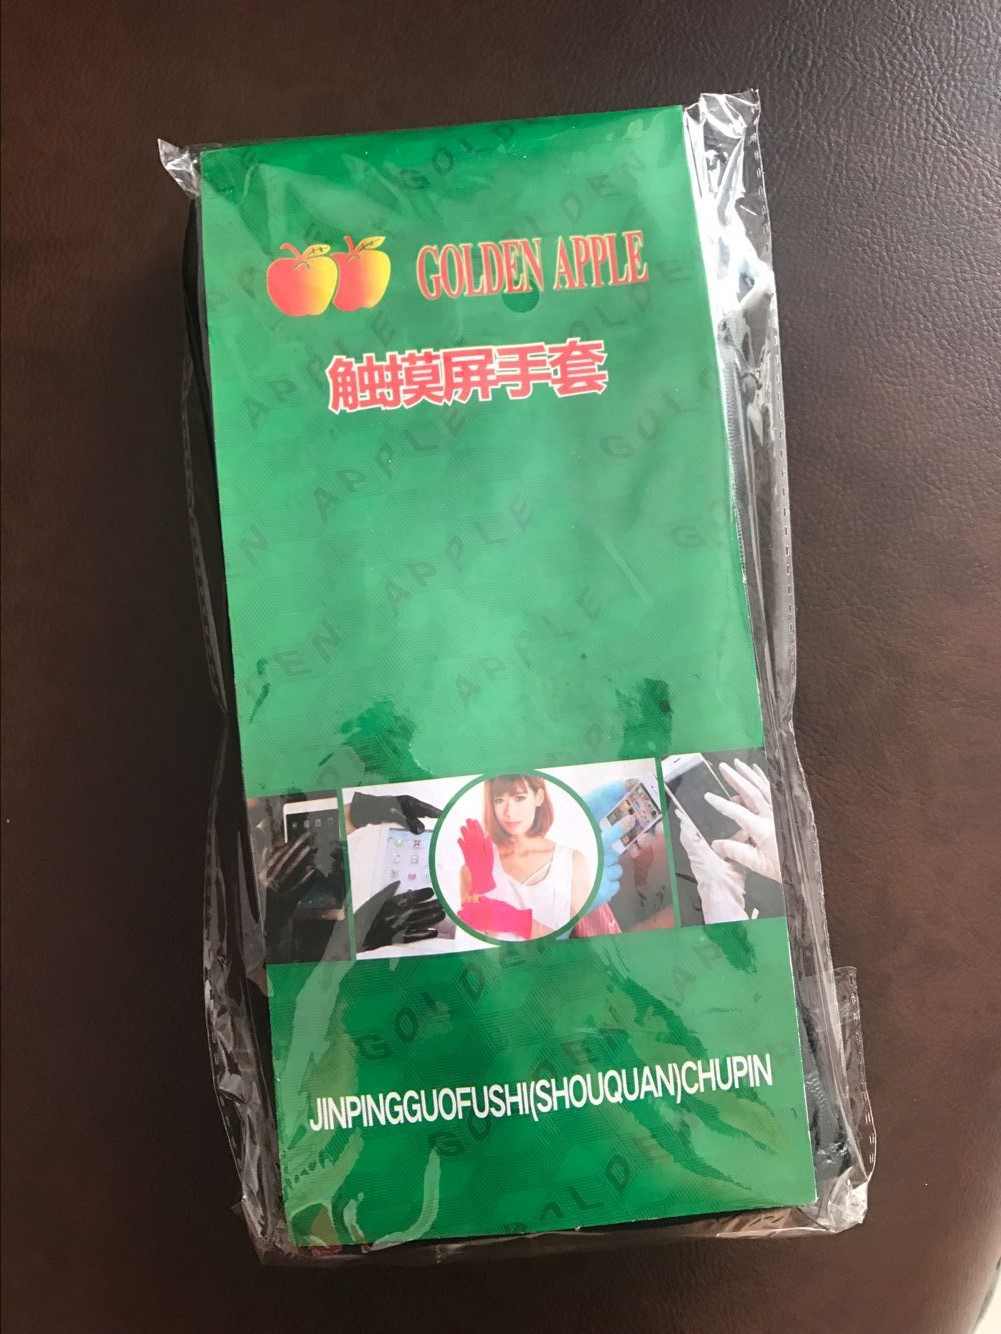 GOLDEN APPLE
触摸屏手套
JINPINGGUOFUSHI(SHOUQUAN)CHUPIN